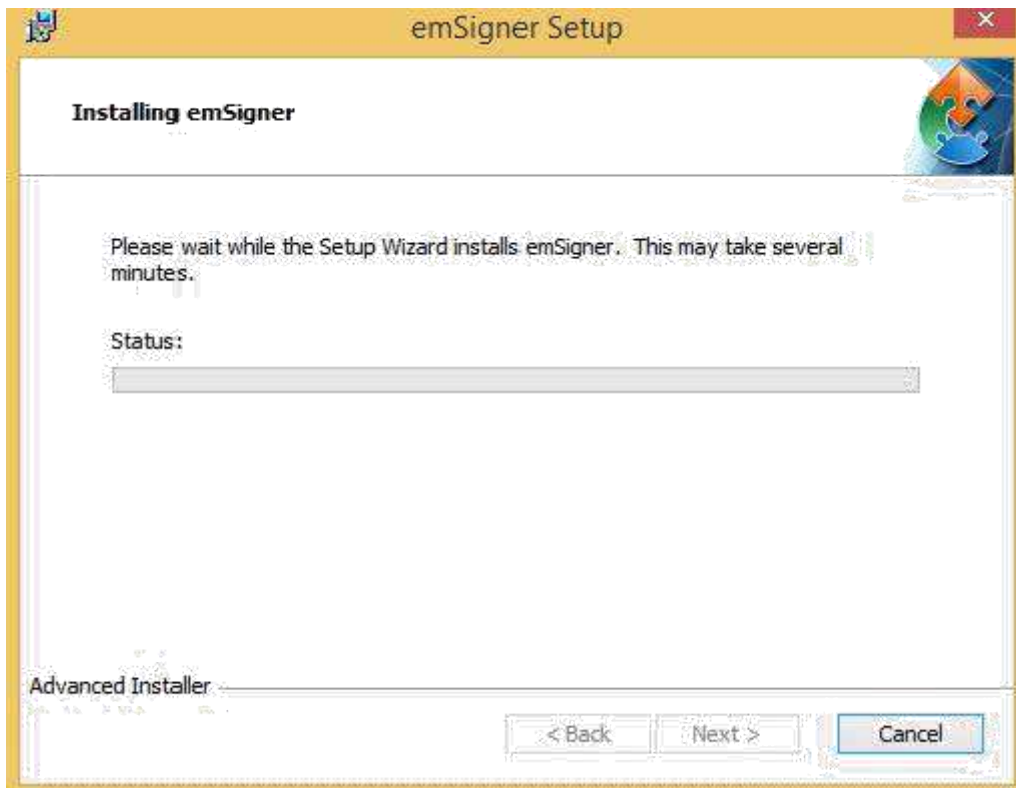 emSigner Setup
Installing emSigner
Please wait while the Setup Wizard installs emSigner. This may take several
minutes.
Status:
Advanced Installer
< Back
Next >
Cancel